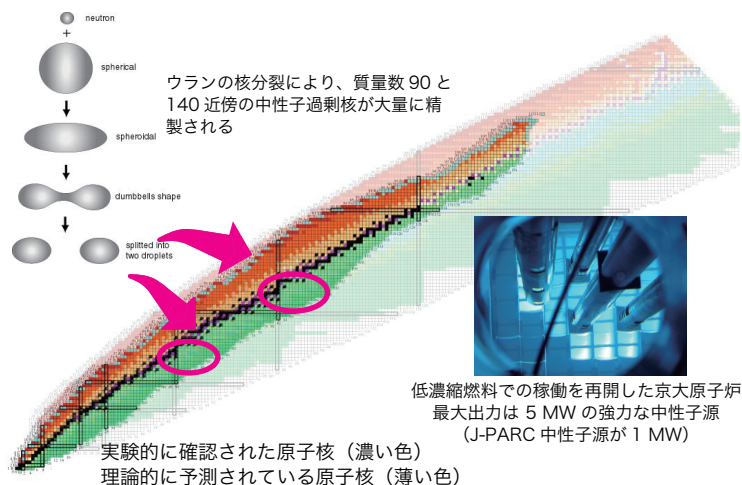 neutron
+
spherical
spheroidal
dumbbells shape
splitted into
two droplets
ウランの核分裂により、質量数 90 と
140 近傍の中性子過剰核が大量に精
製される
低濃縮燃料での稼働を再開した京大原子炉
最大出力は 5 MW の強力な中性子源
(J-PARC 中性子源が 1 MW)
実験的に確認された原子核（濃い色）
理論的に予測されている原子核（薄い色）